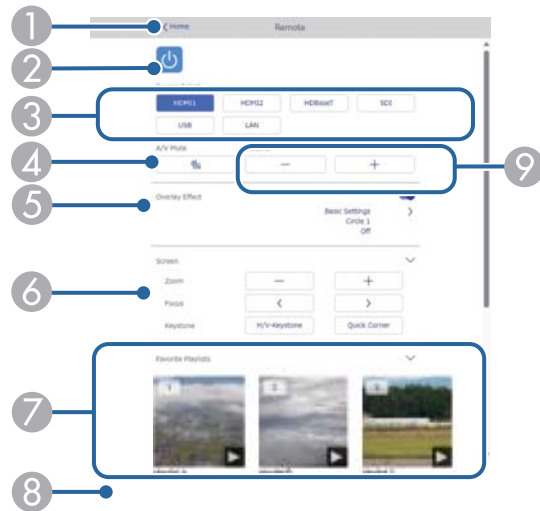 1
Home
Remote
2
3
HDMI1
HDMI2
HDBaseT
SDI
USB
LAN
4
A/V Mute
9
5
Overlay Effect
Basic Settings
Circle 1
Off
6
Screen
Zoom
Focus
Keystone
H/V-Keystone
Quick Corner
7
Favorite Playlists
1
8